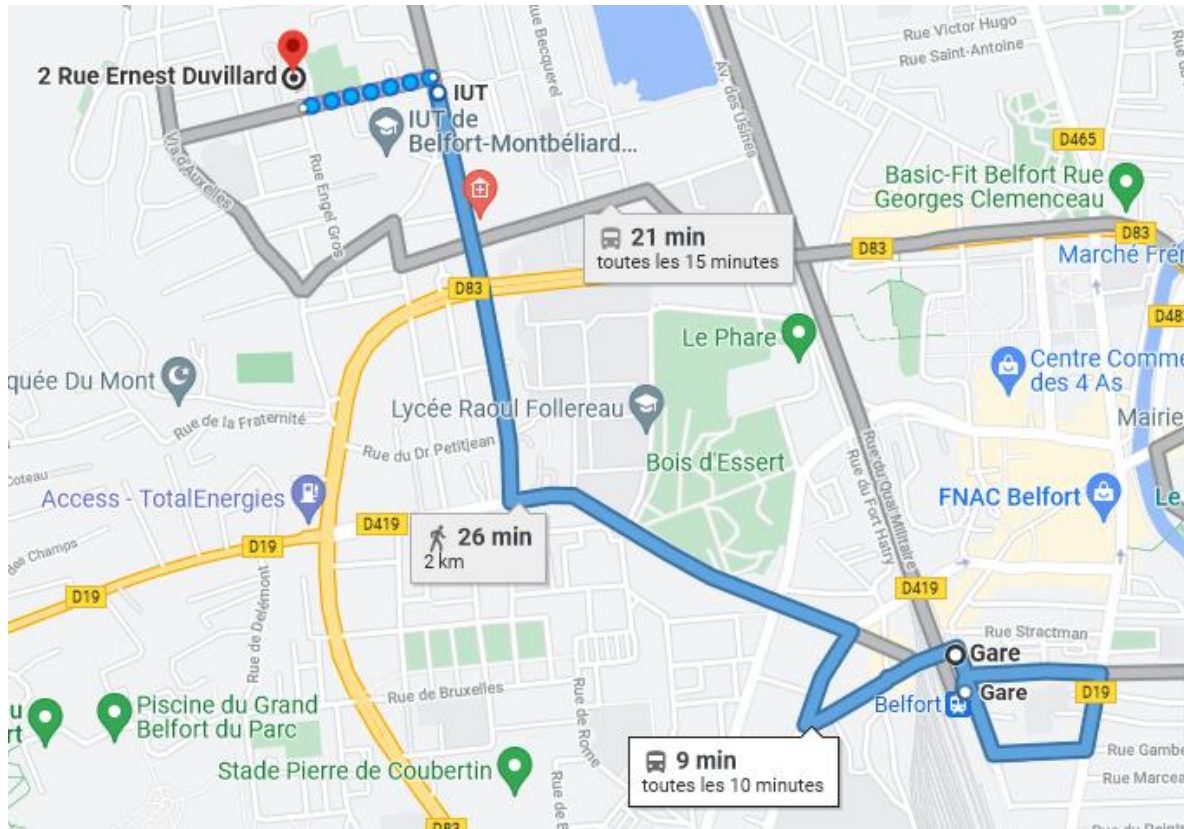 Rue Victor Hugo
Rue Saint-Antoine
2 Rue Ernest Duvillard
IUT
IUT de
Belfort-Montbéliard...
Rue Becquerel
Av. des Usines
D465
Basic-Fit Belfort Rue
Georges Clemenceau
Via d'Auxelles
Rue Engel Gros
21 min
toutes les 15 minutes
D83
D83
Marché Fré
D83
D483
Le Phare
Centre Comme
des 4 As
quée Du Mont
Rue de la Fraternité
Lycée Raoul Follereau
Mairie
Rue du Dr Petitjean
Bois d'Essert
Rue du Quai Militaire
Rue du Fort Hatry
Coteau
Access - TotalEnergies
FNAC Belfort
Le
D419
26 min
2 km
des Champs
D19
D19
Rue de Delémont
D419
Rue Stractman
Gare
Gare
Belfort
D19
Rue de Bruxelles
Piscine du Grand
Belfort du Parc
Rue de Rome
Stade Pierre de Coubertin
9 min
toutes les 10 minutes
Rue Gambe
Rue Marcea
D83